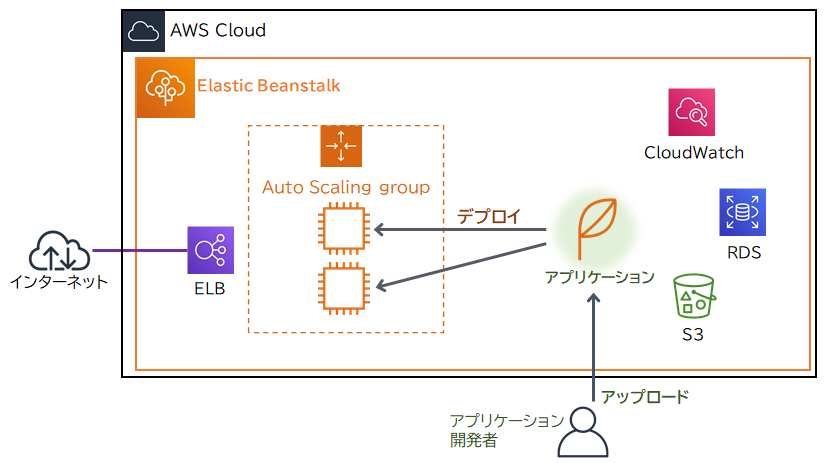 AWS Cloud
Elastic Beanstalk
CloudWatch
Auto Scaling group
デプロイ
RDS
インターネット
ELB
アプリケーション
S3
アップロード
アプリケーション
開発者